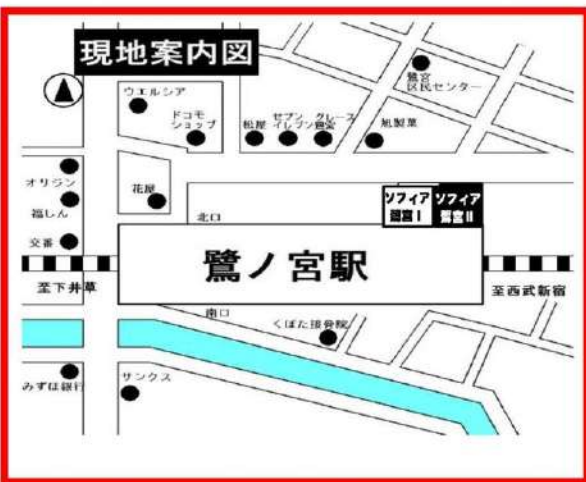 現地案内図
ウエルシア
ドコモ
ショップ
松屋
セブン
イレブン
グレース
鷺宮
旭製菓
鷺宮
区民センター
オリジン
福しん
交番
花屋
北口
ソフィア
鷺宮Ⅰ
ソフィア
鷺宮Ⅱ
鷺ノ宮駅
至下井草
至西武新宿
南口
くぼた接骨院
みずほ銀行
サンクス